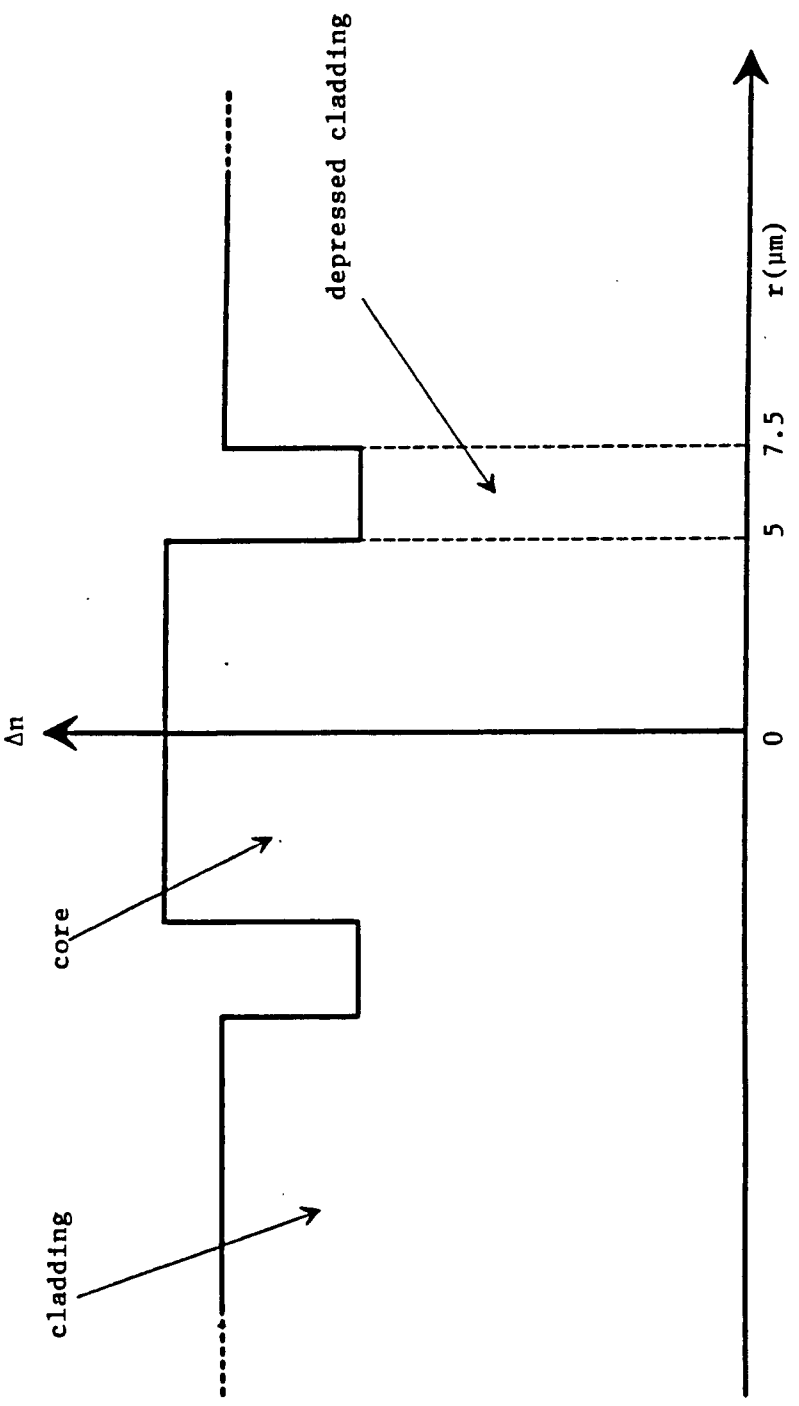 Δn
core
cladding
depressed cladding
0
5
7.5
r(μm)